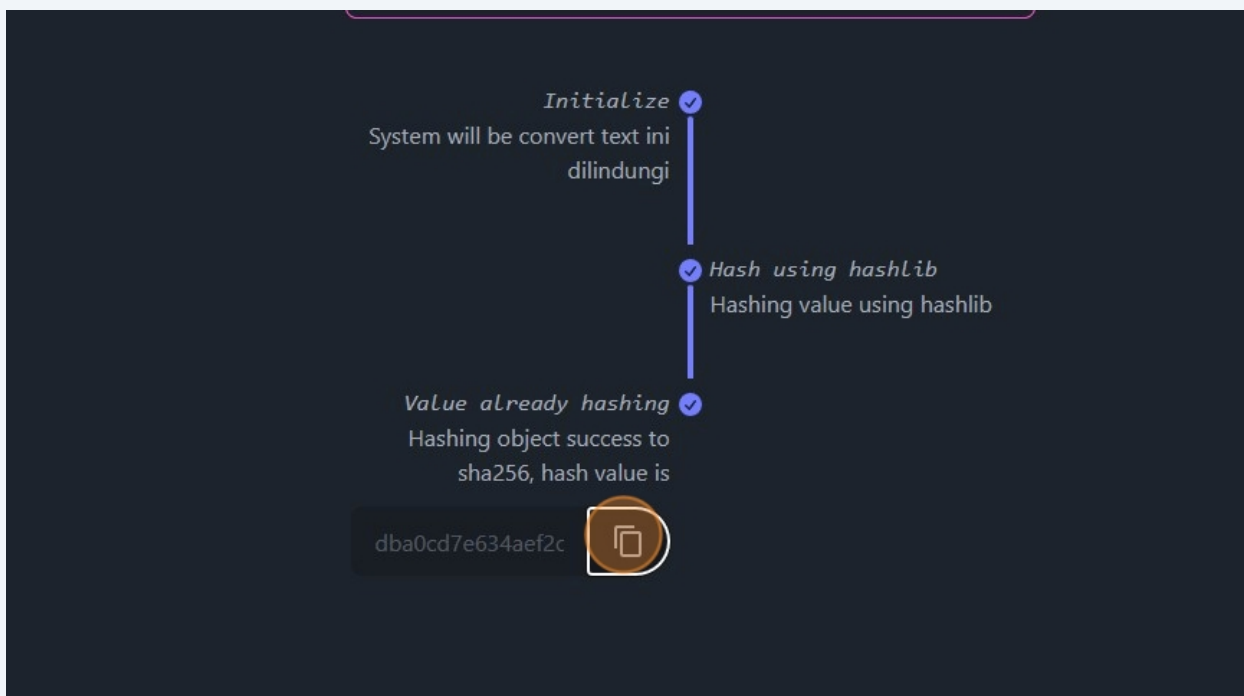 Initialize
System will be convert text ini
dilindungi
Hash using hashlib
Hashing value using hashlib
Value already hashing
Hashing object success to
sha256, hash value is
dba0cd7e634aef2c